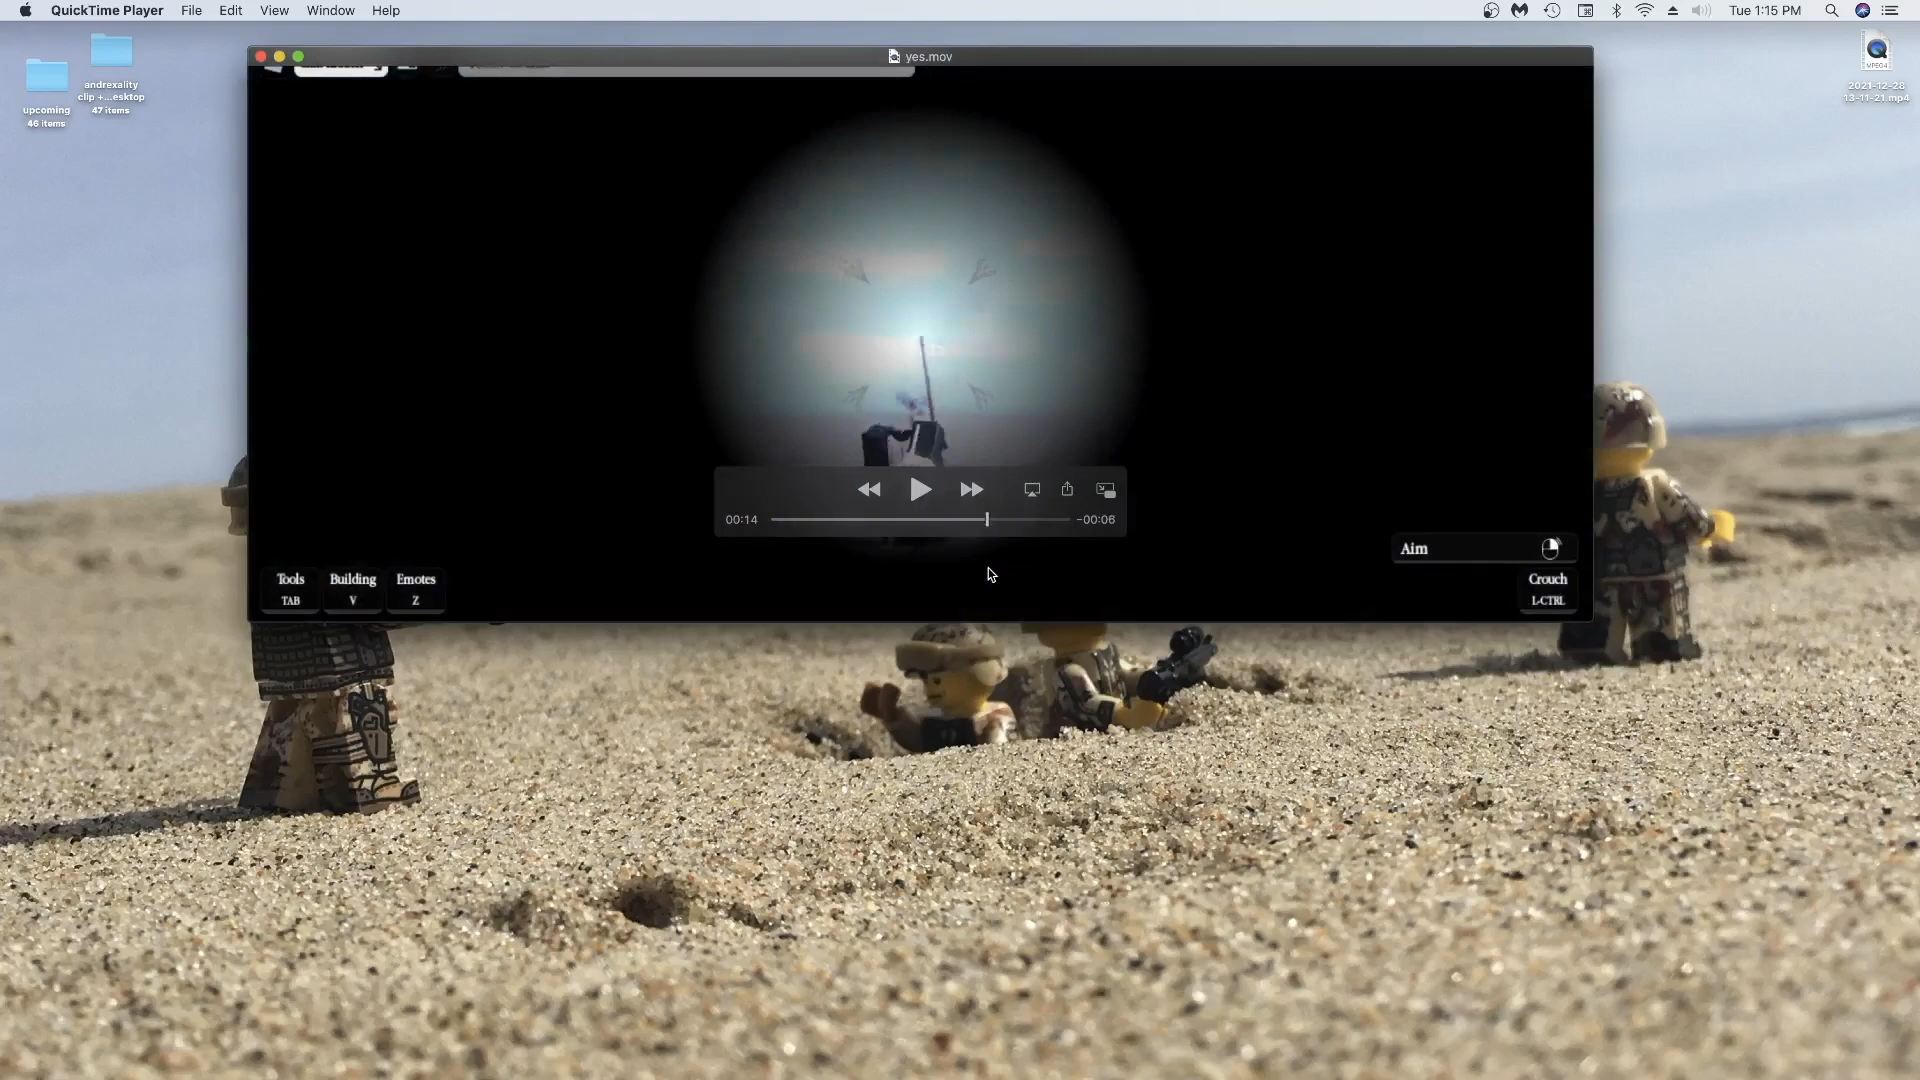 QuickTime Player File Edit View Window Help Tue 1:15 PM
yes.mov
upcoming
46 items
andrexality
clip +...esktop
47 items
MPEG4
2021-12-28
13-11-21.mp4
00:14 -00:06
Aim
Tools Building Emotes Crouch
TAB V Z L-CTRL